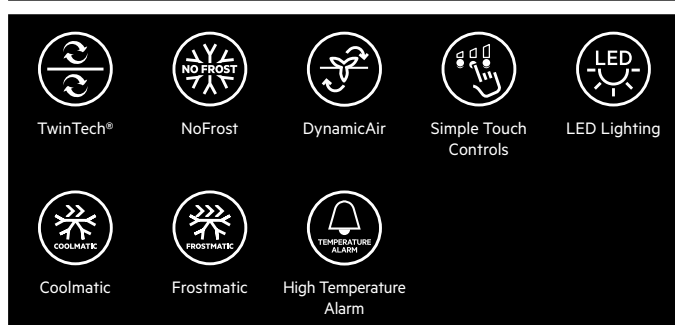 NO FROST
LED
TwinTech®
NoFrost
DynamicAir
Simple Touch
Controls
LED Lighting
COOLMATIC
FROSTMATIC
TEMPERATURE
ALARM
Coolmatic
Frostmatic
High Temperature
Alarm